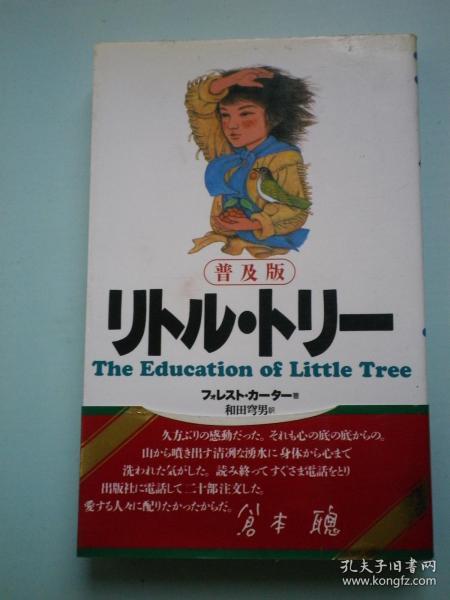 普及版
リトル・トリー
The Education of Little Tree
フォレスト・カーター著
和田穹男訳
久方ぶりの感動だった。それも心の底の底からの。
山から噴き出す清冽な湧水に身体から心まで
洗われた気がした。読み終ってすぐさま電話をとり
出版社に電話して二十部注文した。
愛する人々に配りたかったからだ。
倉本聰
孔夫子旧书网
www.kongfz.com